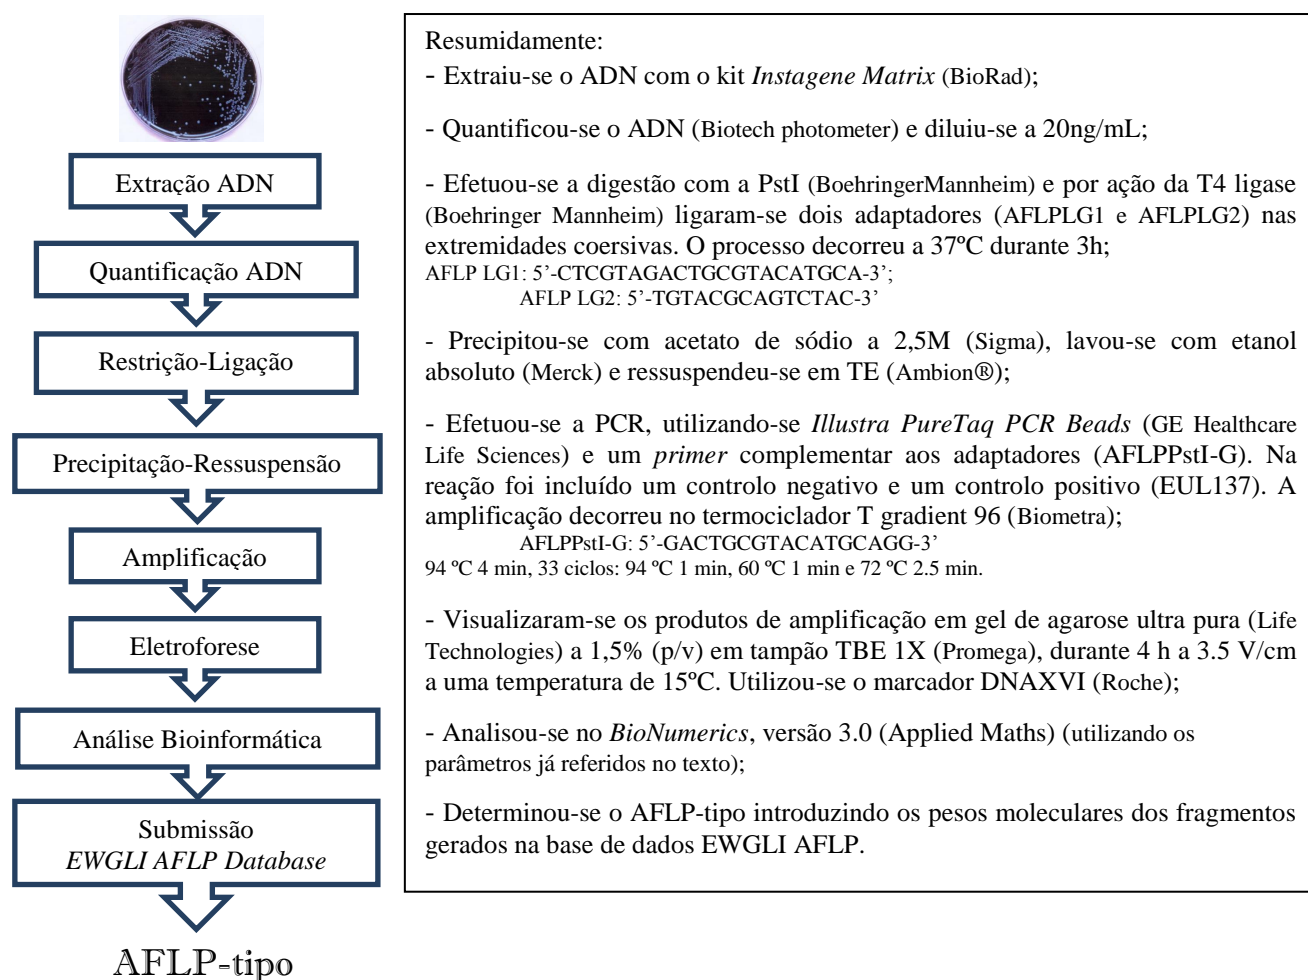 Extração ADN
Quantificação ADN
Restrição-Ligação
Precipitação-Ressuspensão
Amplificação
Eletroforese
Análise Bioinformática
Submissão
EWGLI AFLP Database
AFLP-tipo
Resumidamente:
- Extraiu-se o ADN com o kit Instagene Matrix (BioRad);
- Quantificou-se o ADN (Biotech photometer) e diluiu-se a 20ng/mL;
- Efetuou-se a digestão com a PstI (BoehringerMannheim) e por ação da T4 ligase
(Boehringer Mannheim) ligaram-se dois adaptadores (AFLPLG1 e AFLPLG2) nas
extremidades coersivas. O processo decorreu a 37ºC durante 3h;
AFLP LG1: 5’-CTCGTAGACTGCGTACATGCA-3’;
AFLP LG2: 5’-TGTACGCAGTCTAC-3’
- Precipitou-se com acetato de sódio a 2,5M (Sigma), lavou-se com etanol
absoluto (Merck) e ressuspendeu-se em TE (Ambion®);
- Efetuou-se a PCR, utilizando-se Illustra PureTaq PCR Beads (GE Healthcare
Life Sciences) e um primer complementar aos adaptadores (AFLPPstI-G). Na
reação foi incluído um controlo negativo e um controlo positivo (EUL137). A
amplificação decorreu no termociclador T gradient 96 (Biometra);
AFLPPstI-G: 5’-GACTGCGTACATGCAGG-3’
94 ºC 4 min, 33 ciclos: 94 ºC 1 min, 60 ºC 1 min e 72 ºC 2.5 min.
- Visualizaram-se os produtos de amplificação em gel de agarose ultra pura (Life
Technologies) a 1,5% (p/v) em tampão TBE 1X (Promega), durante 4 h a 3.5 V/cm
a uma temperatura de 15ºC. Utilizou-se o marcador DNAXVI (Roche);
- Analisou-se no BioNumerics, versão 3.0 (Applied Maths) (utilizando os
parâmetros já referidos no texto);
- Determinou-se o AFLP-tipo introduzindo os pesos moleculares dos fragmentos
gerados na base de dados EWGLI AFLP.